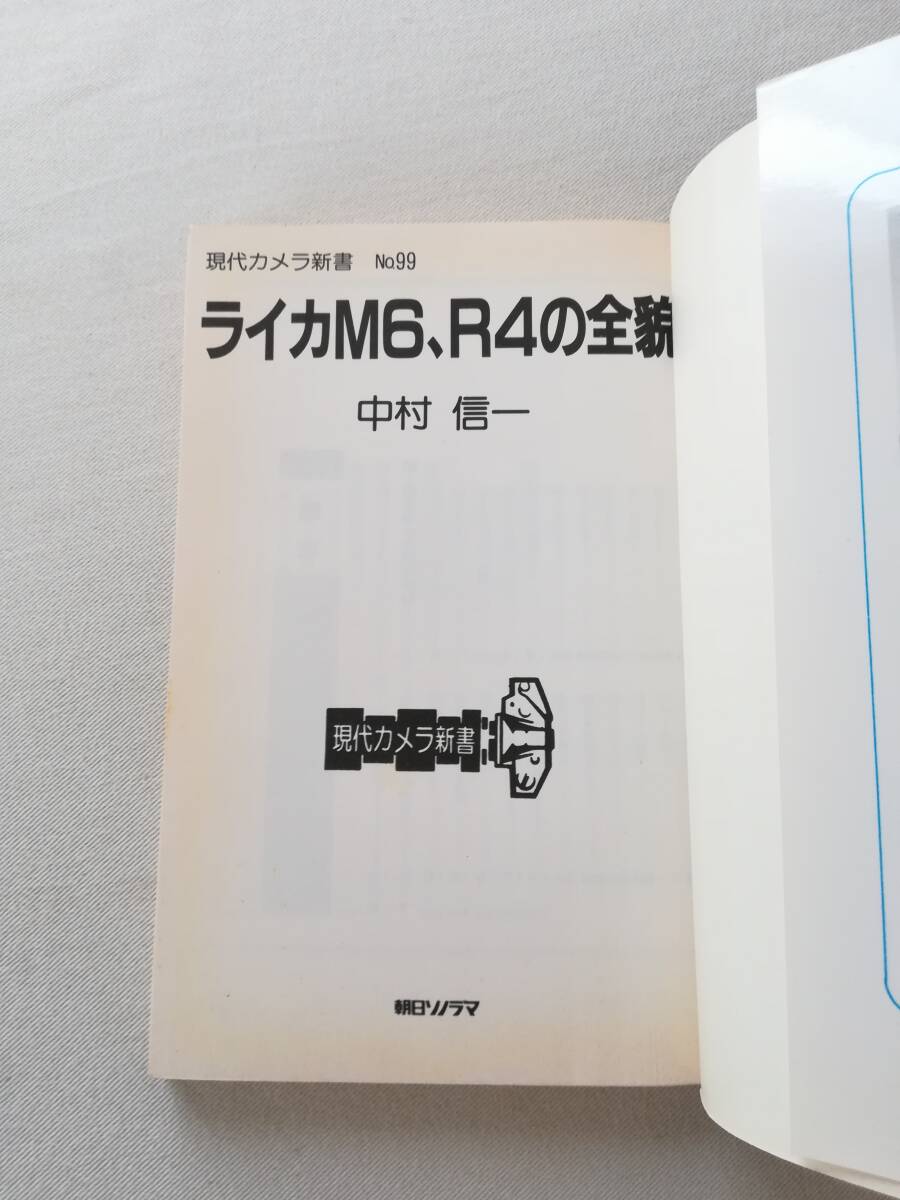 現代カメラ新書 No.99
ライカM6、R4の全貌
中村 信一
現代カメラ新書
朝日ソノラマ